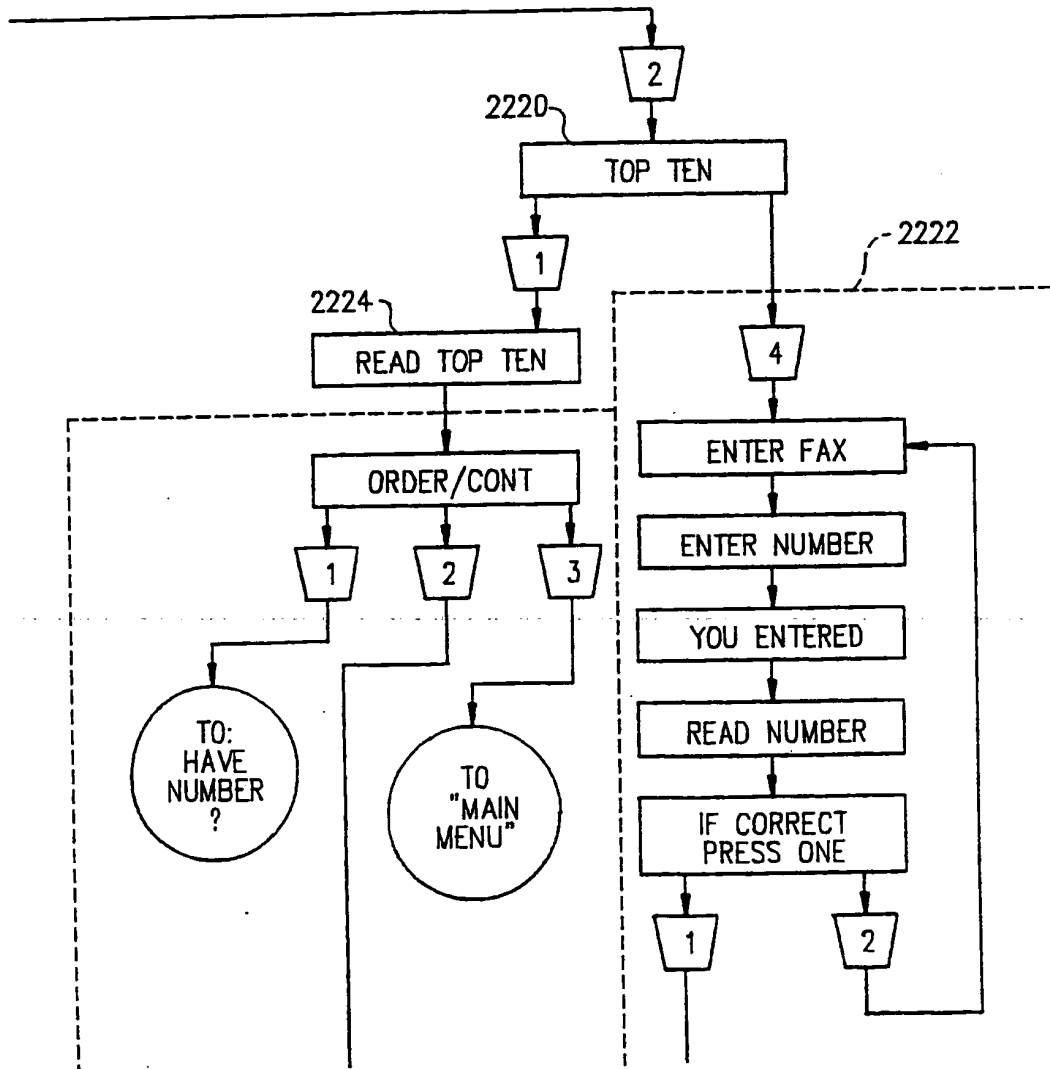 2
2220
TOP TEN
1
2222
2224
READ TOP TEN
4
ENTER FAX
ORDER/CONT
ENTER NUMBER
1
2
3
YOU ENTERED
READ NUMBER
TO:
HAVE
NUMBER
?
TO
"MAIN
MENU"
IF CORRECT
PRESS ONE
1
2